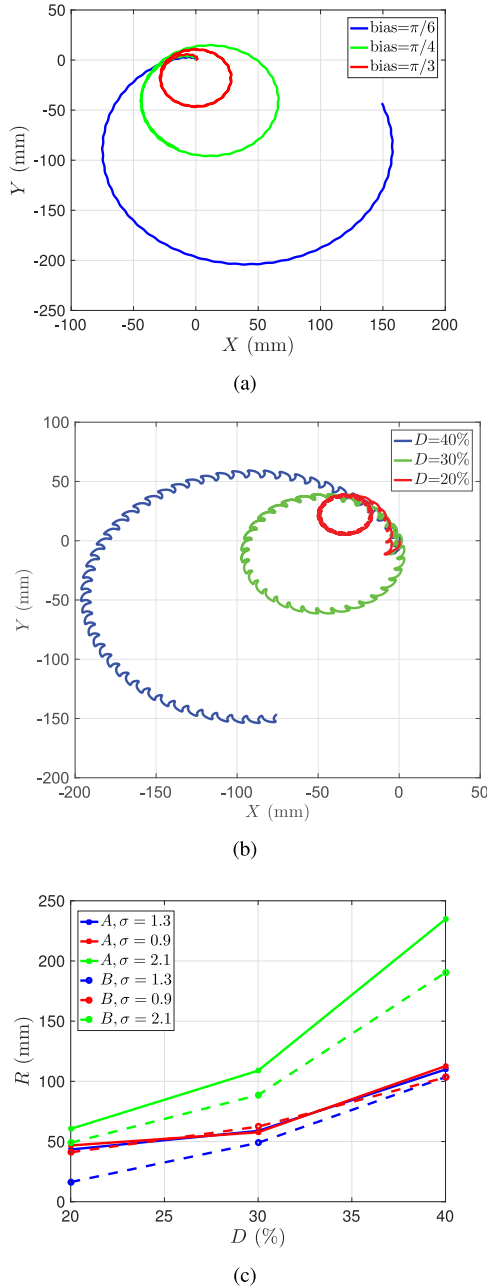 50
0
-50
-100
-150
-200
-250
Y (mm)
bias=π/6
bias=π/4
bias=π/3
-100 -50 0 50 100 150 200
X (mm)
(a)
100
50
0
-50
-100
-150
-200
Y (mm)
D=40%
D=30%
D=20%
-200 -150 -100 -50 0 50
X (mm)
(b)
250
200
150
100
50
0
R (mm)
A, σ = 1.3
A, σ = 0.9
A, σ = 2.1
B, σ = 1.3
B, σ = 0.9
B, σ = 2.1
20 25 30 35 40
D (%)
(c)